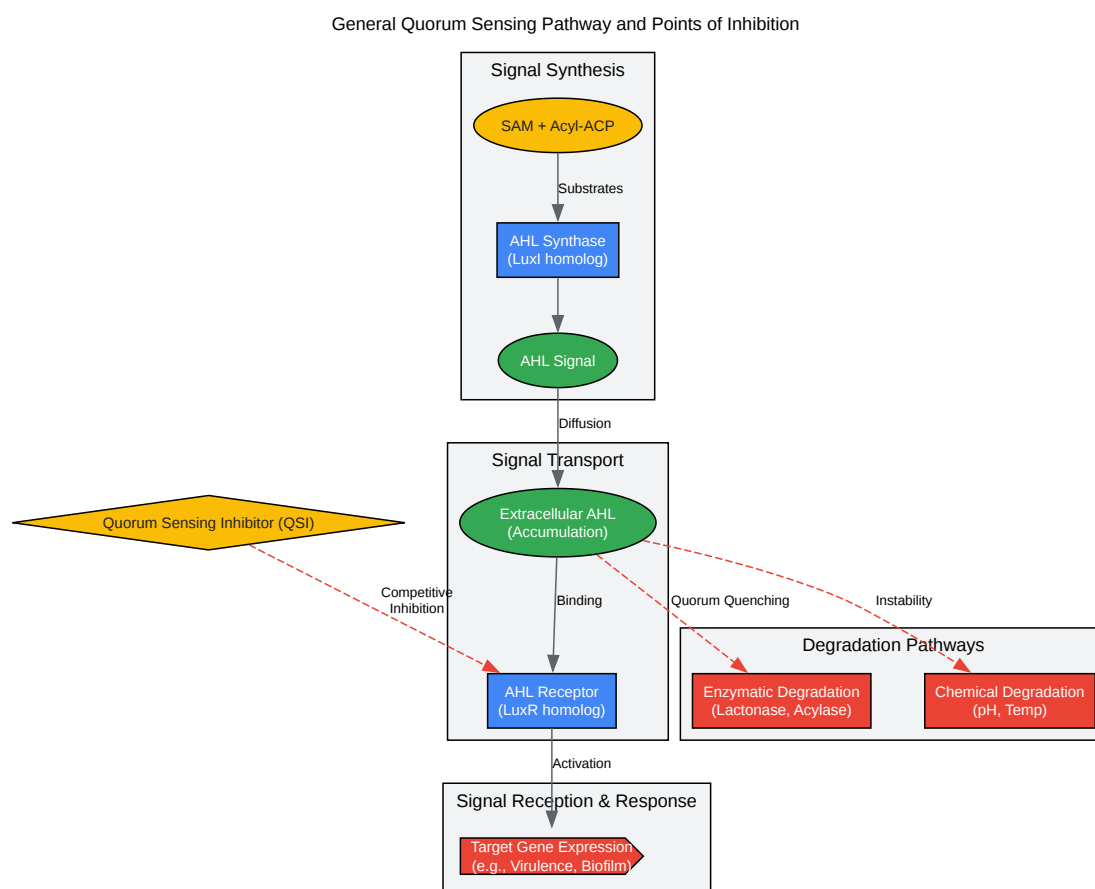 General Quorum Sensing Pathway and Points of Inhibition
Signal Synthesis
SAM + Acyl-ACP
Substrates
AHL Synthase
(LuxI homolog)
AHL Signal
Diffusion
Signal Transport
Extracellular AHL
(Accumulation)
Quorum Sensing Inhibitor (QSI)
Competitive
Inhibition
Binding
Quorum Quenching
Instability
AHL Receptor
(LuxR homolog)
Degradation Pathways
Enzymatic Degradation
(Lactonase, Acylase)
Chemical Degradation
(pH, Temp)
Activation
Signal Reception & Response
Target Gene Expression
(e.g., Virulence, Biofilm)